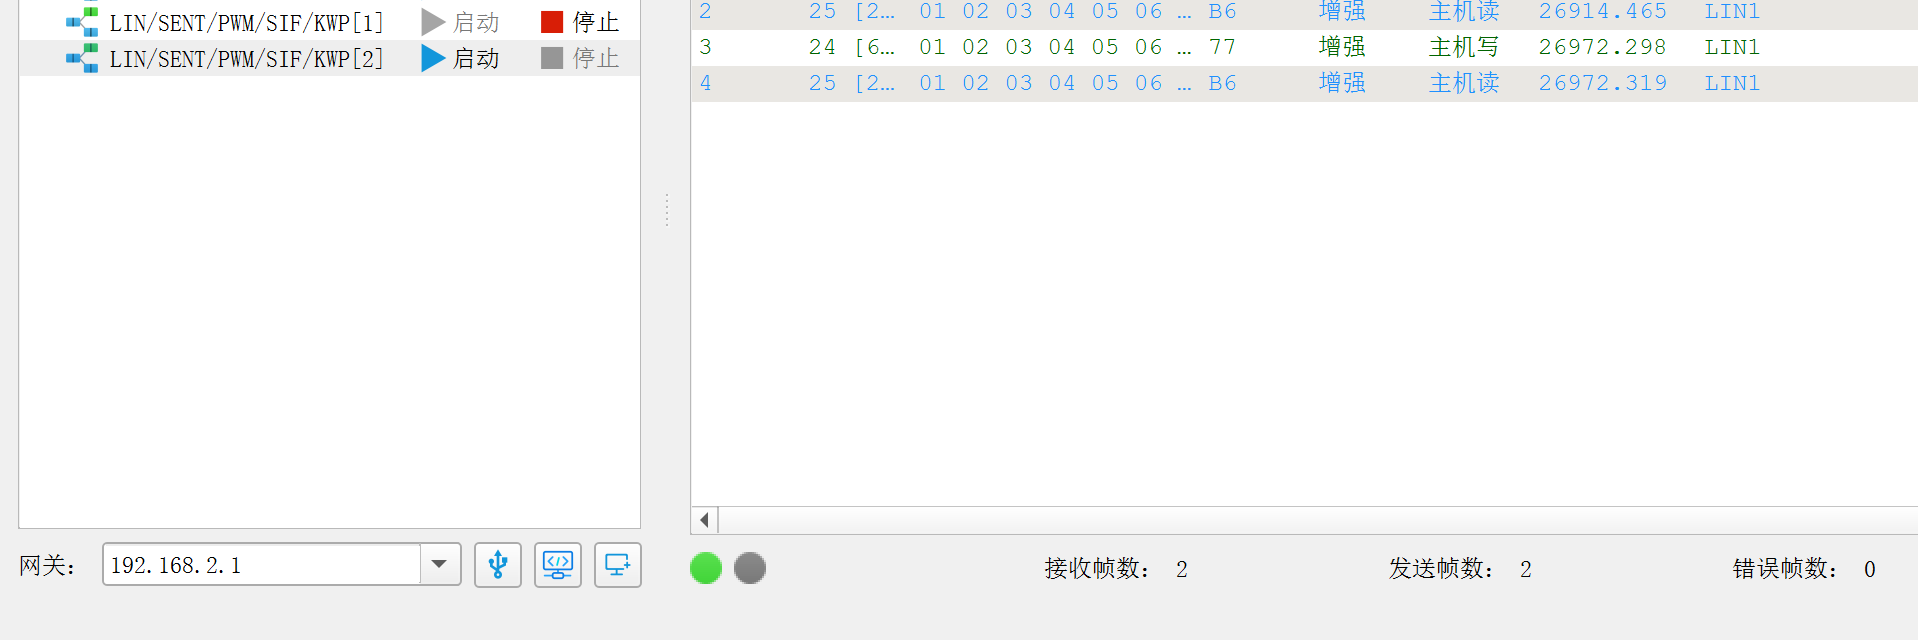 LIN/SENT/PWM/SIF/KWP[1] 启动 停止
LIN/SENT/PWM/SIF/KWP[2] 启动 停止
2 25 [2… 01 02 03 04 05 06 … B6 增强 主机读 26914.465 LIN1
3 24 [6… 01 02 03 04 05 06 … 77 增强 主机写 26972.298 LIN1
4 25 [2… 01 02 03 04 05 06 … B6 增强 主机读 26972.319 LIN1
网关: 192.168.2.1
接收帧数: 2 发送帧数: 2 错误帧数: 0